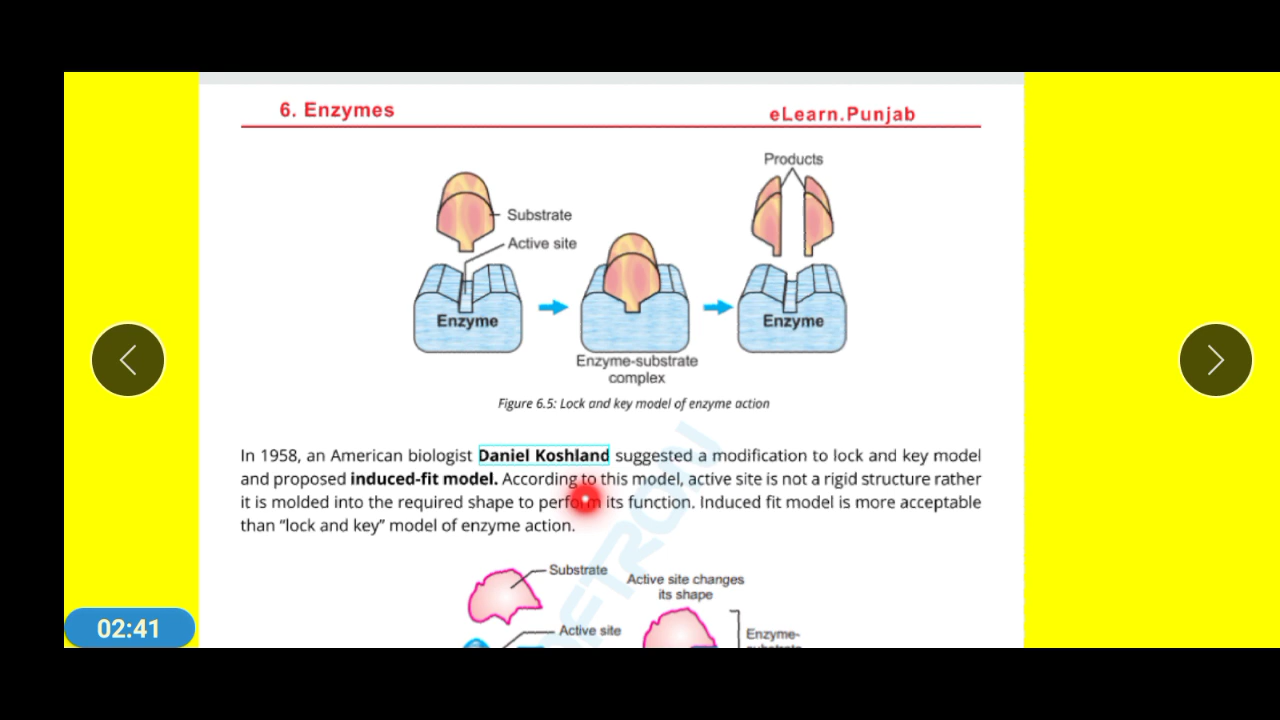 6. Enzymes
eLearn.Punjab
Products
Substrate
Active site
Enzyme
Enzyme
Enzyme-substrate
complex
Figure 6.5: Lock and key model of enzyme action
In 1958, an American biologist Daniel Koshland suggested a modification to lock and key model
and proposed induced-fit model. According to this model, active site is not a rigid structure rather
it is molded into the required shape to perform its function. Induced fit model is more acceptable
than “lock and key” model of enzyme action.
Substrate
Active site changes
its shape
Active site
Enzyme-
02:41